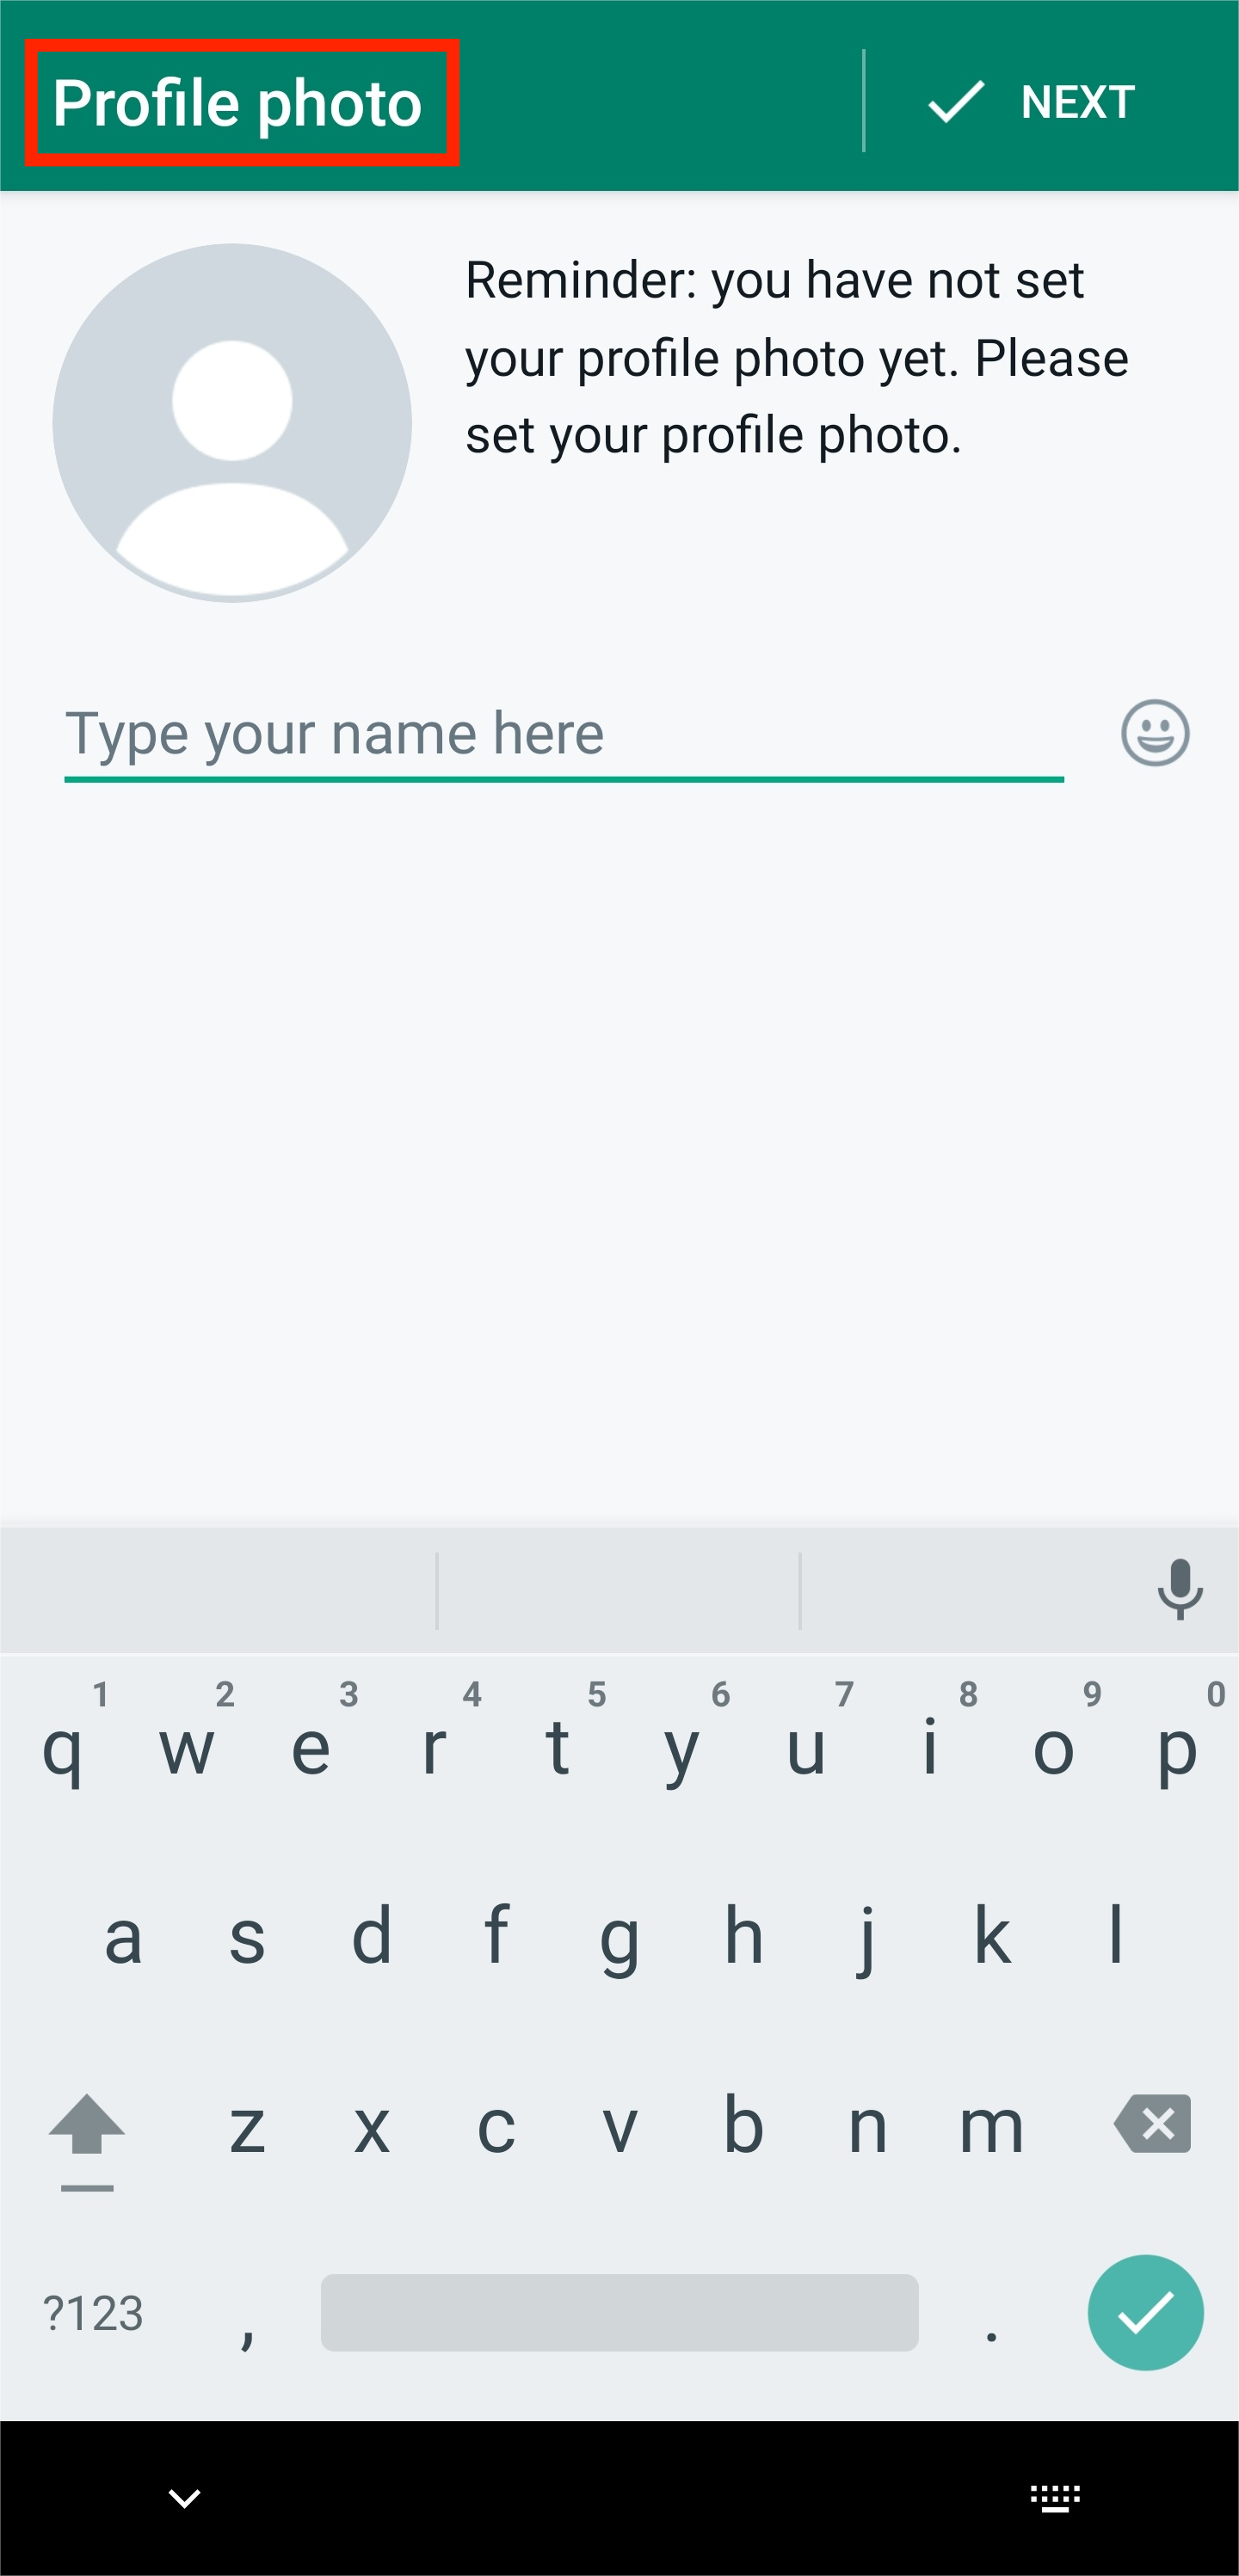 Profile photo
NEXT
Reminder: you have not set
your profile photo yet. Please
set your profile photo.
Type your name here
1 2 3 4 5 6 7 8 9 0
q w e r t y u i o p
a s d f g h j k l
z x c v b n m
?123 , .